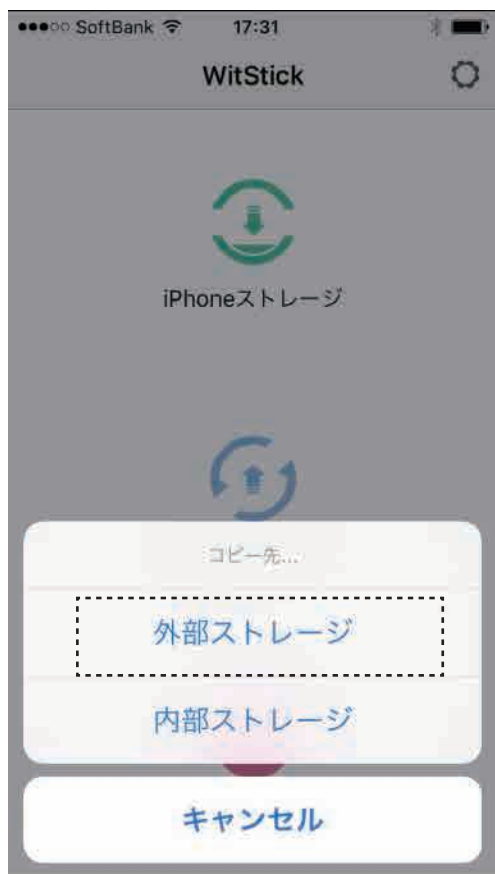 SoftBank 17:31
WitStick
iPhoneストレージ
コピー先...
外部ストレージ
内部ストレージ
キャンセル